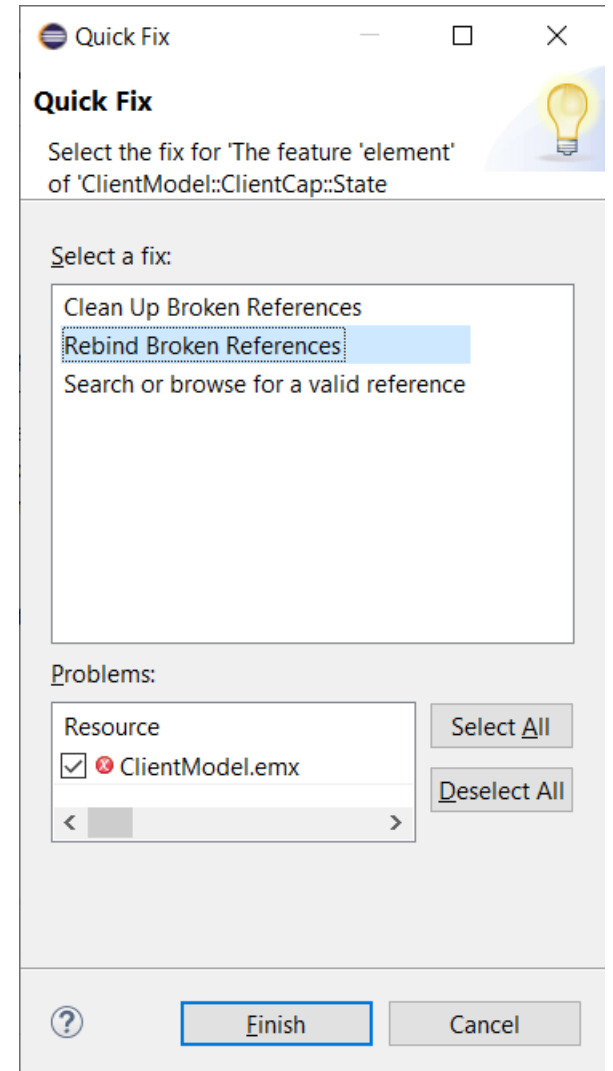 Quick Fix
Quick Fix
Select the fix for 'The feature 'element'
of 'ClientModel::ClientCap::State
Select a fix:
Clean Up Broken References
Rebind Broken References
Search or browse for a valid reference
Problems:
Resource
ClientModel.emx
Select All
Deselect All
Finish
Cancel